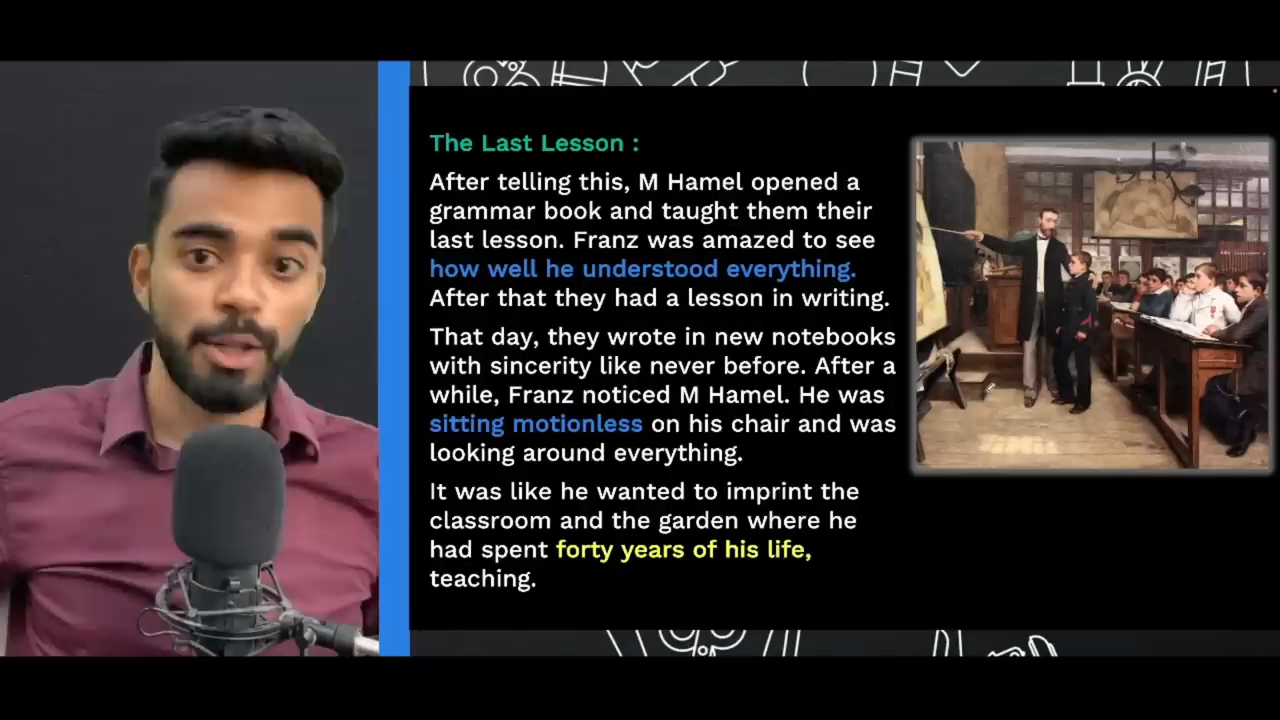 The Last Lesson :
After telling this, M Hamel opened a
grammar book and taught them their
last lesson. Franz was amazed to see
how well he understood everything.
After that they had a lesson in writing.
That day, they wrote in new notebooks
with sincerity like never before. After a
while, Franz noticed M Hamel. He was
sitting motionless on his chair and was
looking around everything.
It was like he wanted to imprint the
classroom and the garden where he
had spent forty years of his life,
teaching.